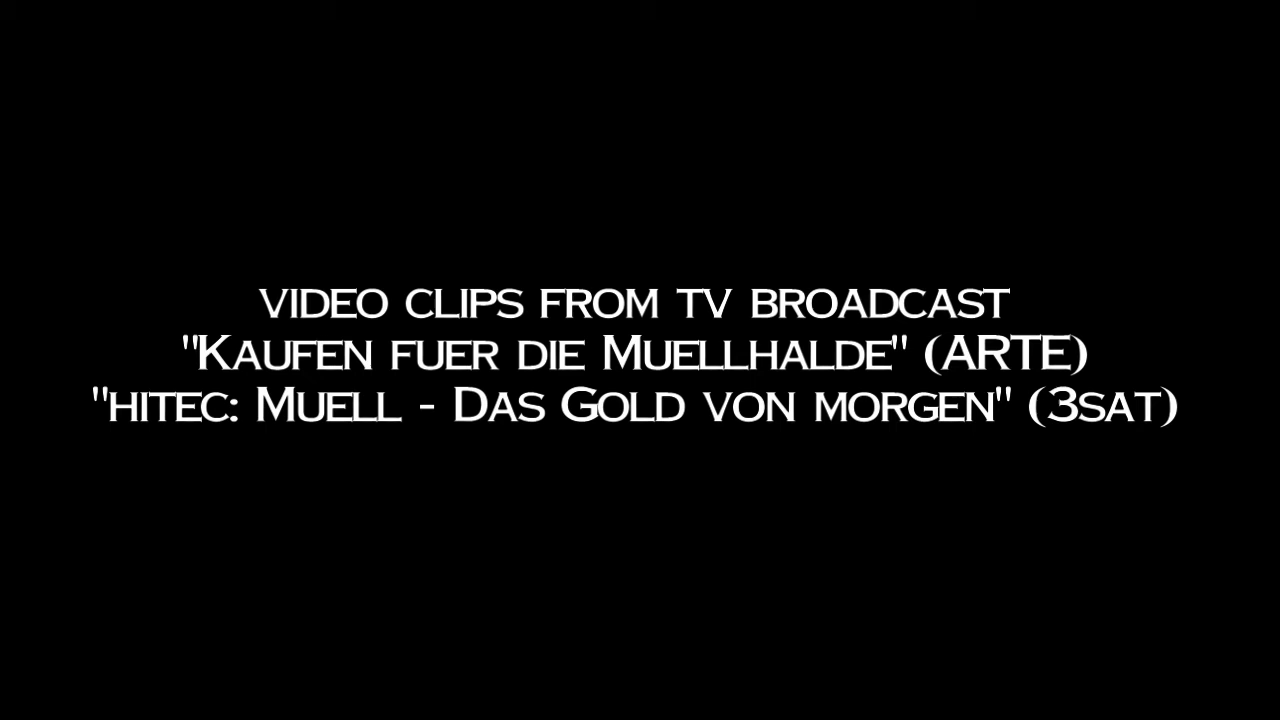 VIDEO CLIPS FROM TV BROADCAST
"KAUFEN FUER DIE MUELLHALDE" (ARTE)
"HITEC: MUELL - DAS GOLD VON MORGEN" (3SAT)